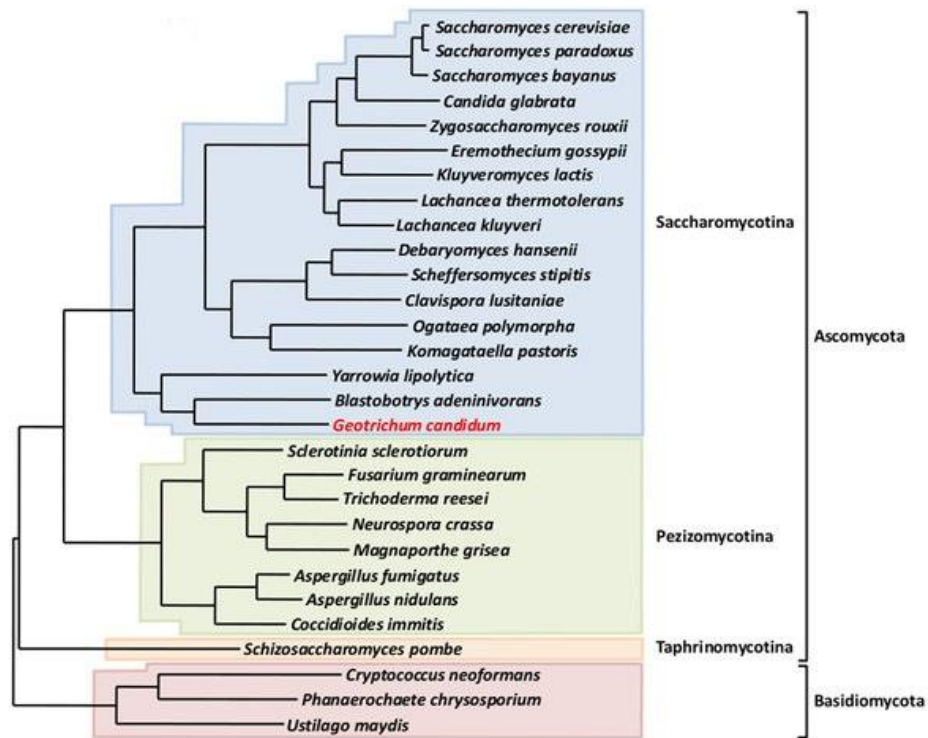 Saccharomyces cerevisiae
Saccharomyces paradoxus
Saccharomyces bayanus
Candida glabrata
Zygosaccharomyces rouxii
Eremothecium gossypii
Kluyveromyces lactis
Lachancea thermotolerans
Lachancea kluyveri
Saccharomycotina
Debaryomyces hansenii
Scheffersomyces stipitis
Clavispora lusitaniae
Ogataea polymorpha
Ascomycota
Komagataella pastoris
Yarrowia lipolytica
Blastobotrys adeninivorans
Geotrichum candidum
Sclerotinia sclerotiorum
Fusarium graminearum
Trichoderma reesei
Neurospora crassa
Pezizomycotina
Magnaporthe grisea
Aspergillus fumigatus
Aspergillus nidulans
Coccidioides immitis
Schizosaccharomyces pombe
Taphrinomycotina
Cryptococcus neoformans
Phanaerochaete chrysosporium
Basidiomycota
Ustilago maydis